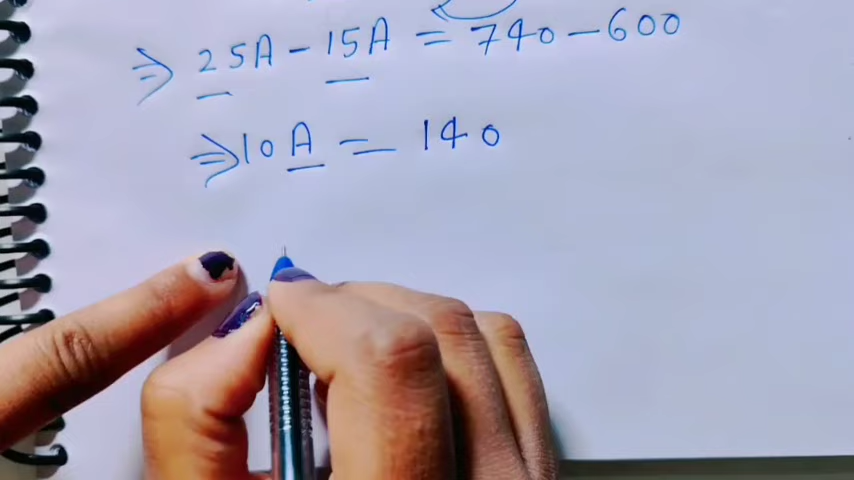 ⇒ 25A - 15A = 740 - 600
⇒ 10A = 140